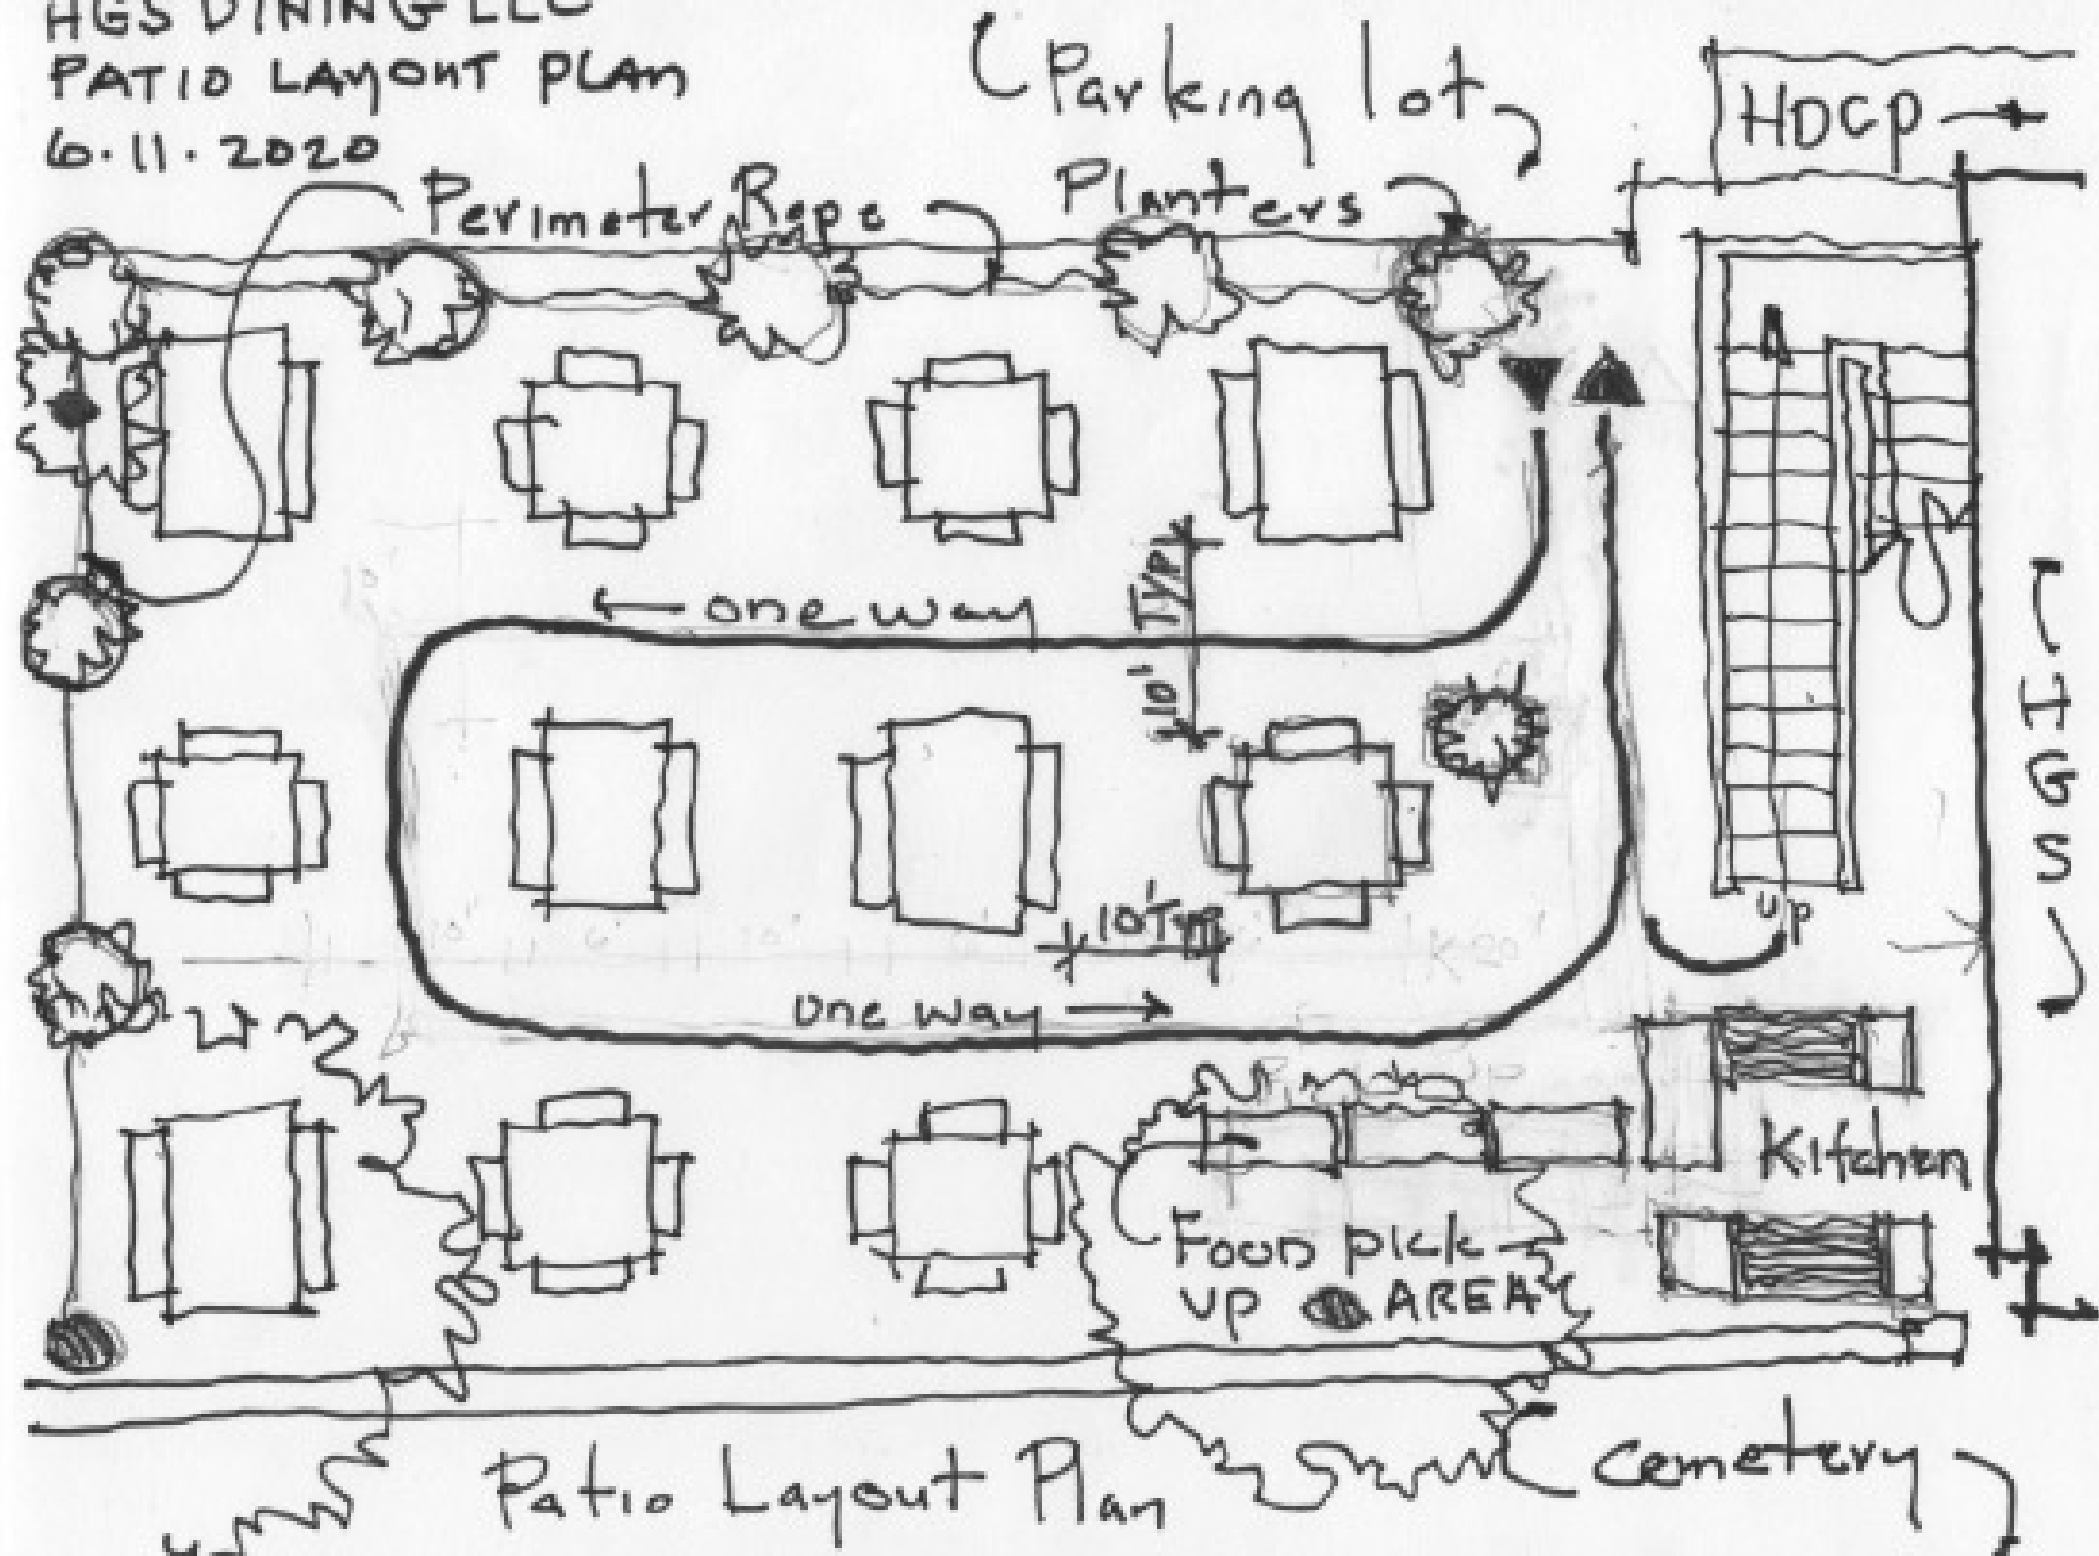 HGS DINING LLC
PATIO LAYOUT PLAN
6.11.2020
Parking lot
HDCP
Perimeter Rope
Planters
one way
10' TYP
HGS
up
10' Typ
one way
Kitchen
Food pick
up AREA
Patio Layout Plan
cemetery